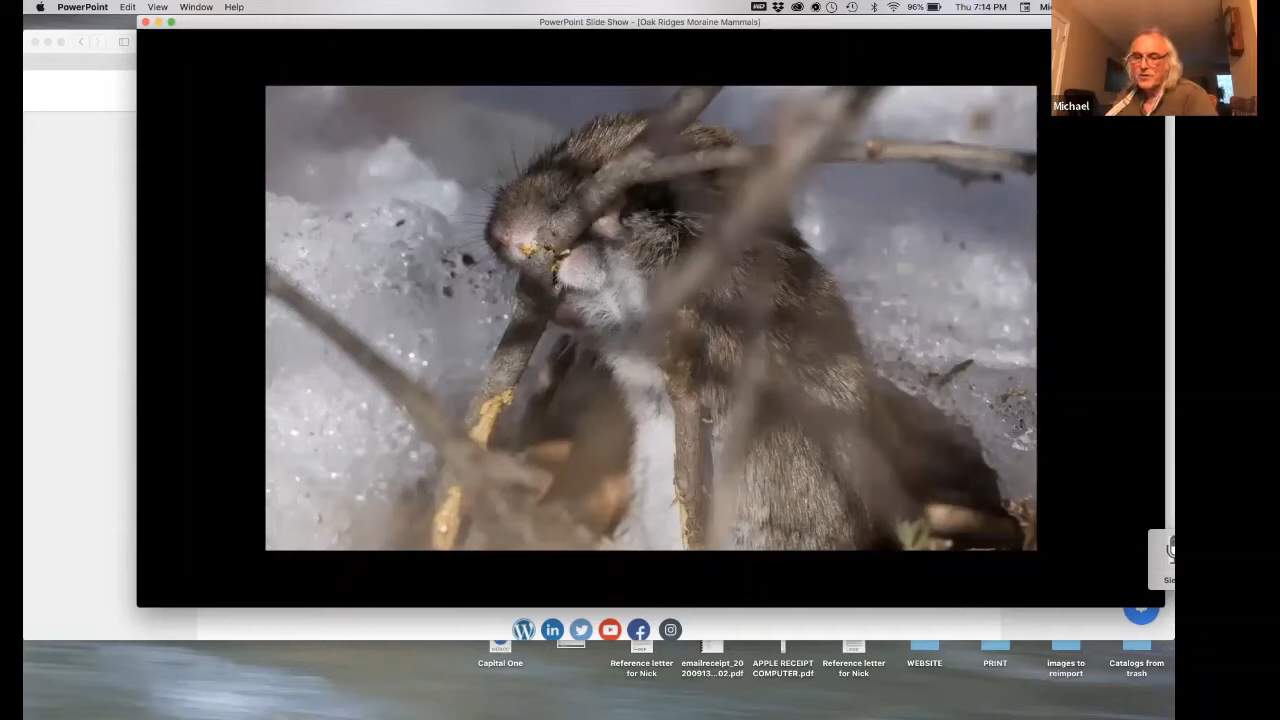 PowerPoint Edit View Window Help
96% Thu 7:14 PM
PowerPoint Slide Show - [Oak Ridges Moraine Mammals]
Michael
Capital One
Reference letter
for Nick
emailreceipt_20
200913...02.pdf
APPLE RECEIPT
COMPUTER.pdf
Reference letter
for Nick
WEBSITE
PRINT
images to
reimport
Catalogs from
trash